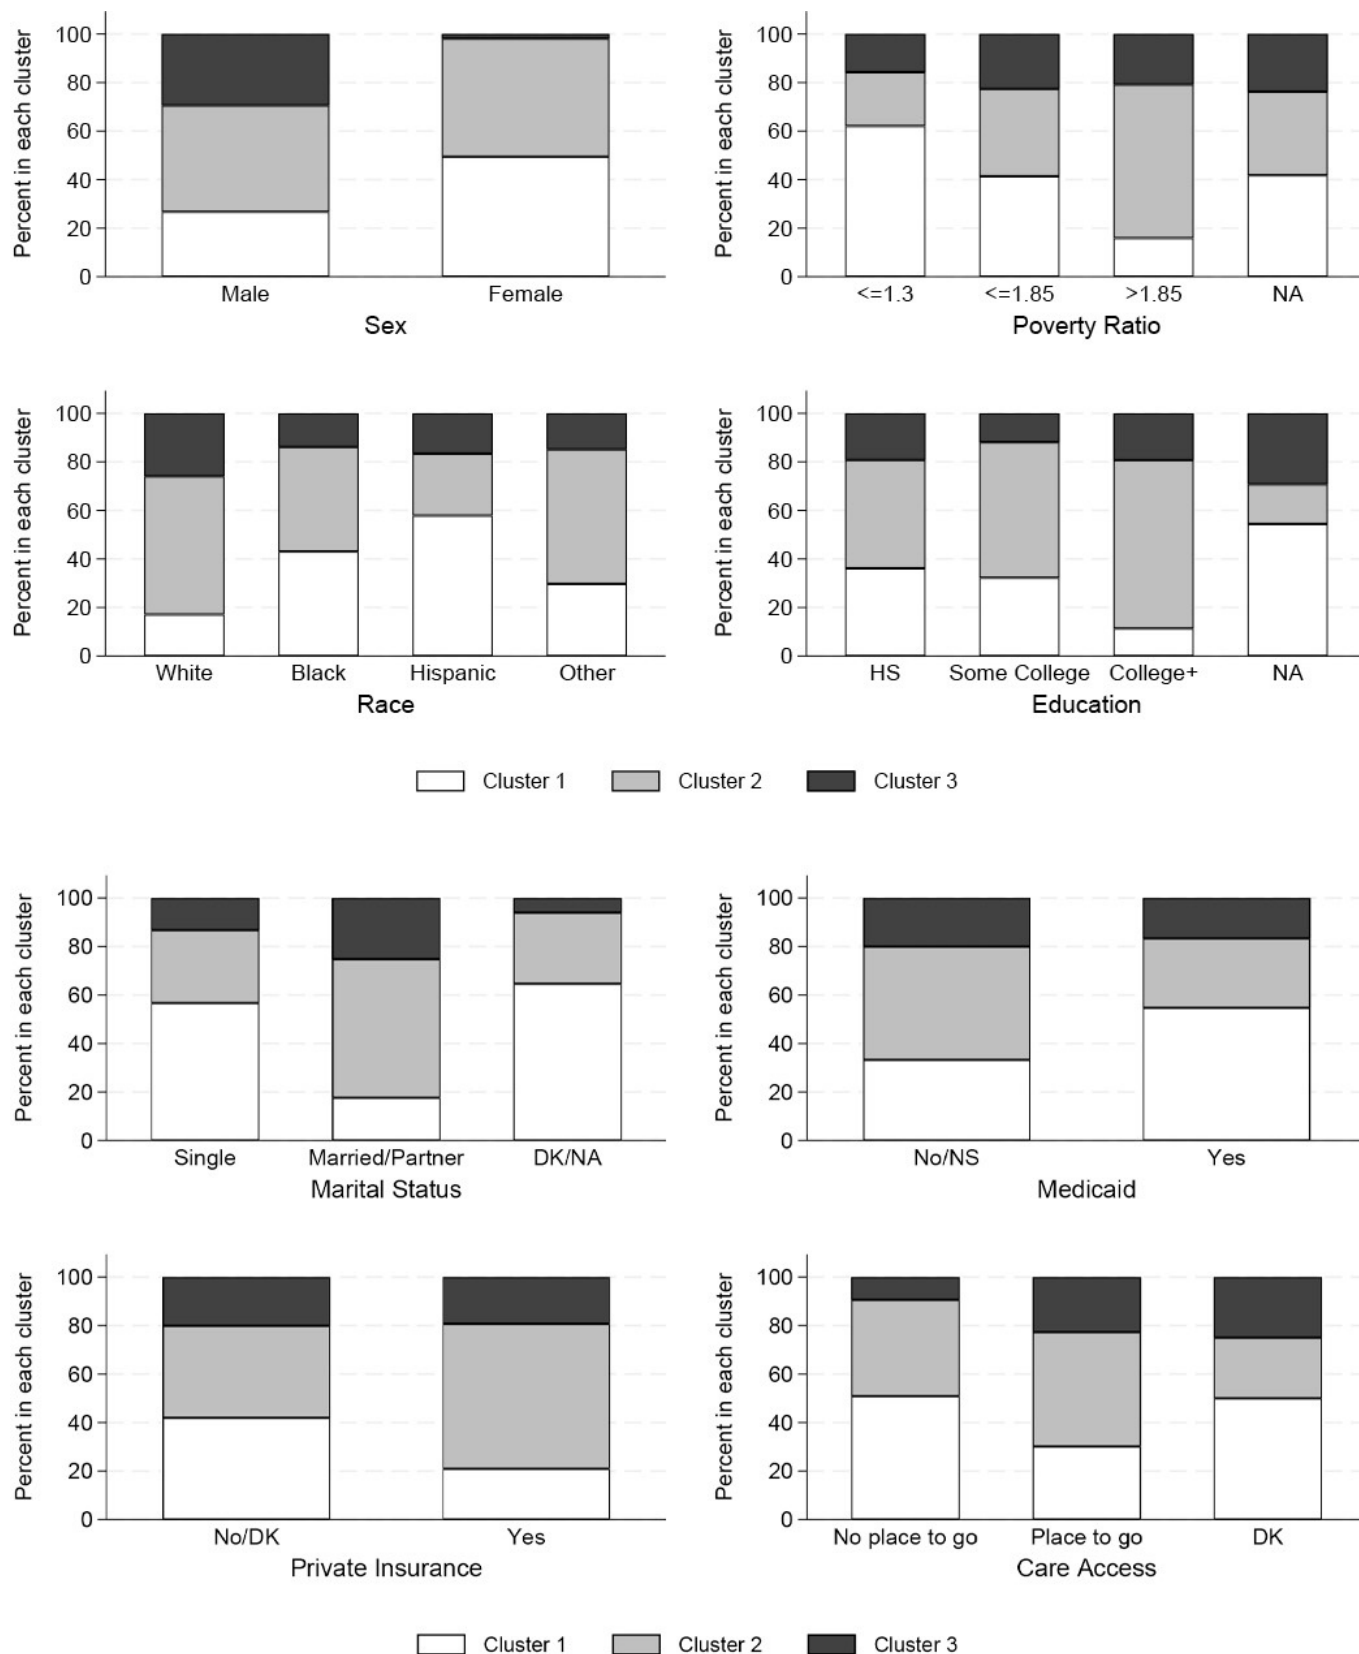 Percent in each cluster
100
80
60
40
20
0
Male Female
Sex
Percent in each cluster
100
80
60
40
20
0
<=1.3 <=1.85 >1.85 NA
Poverty Ratio
Percent in each cluster
100
80
60
40
20
0
White Black Hispanic Other
Race
Percent in each cluster
100
80
60
40
20
0
HS Some College College+ NA
Education
Cluster 1 Cluster 2 Cluster 3
Percent in each cluster
100
80
60
40
20
0
Single Married/Partner DK/NA
Marital Status
Percent in each cluster
100
80
60
40
20
0
No/NS Yes
Medicaid
Percent in each cluster
100
80
60
40
20
0
No/DK Yes
Private Insurance
Percent in each cluster
100
80
60
40
20
0
No place to go Place to go DK
Care Access
Cluster 1 Cluster 2 Cluster 3